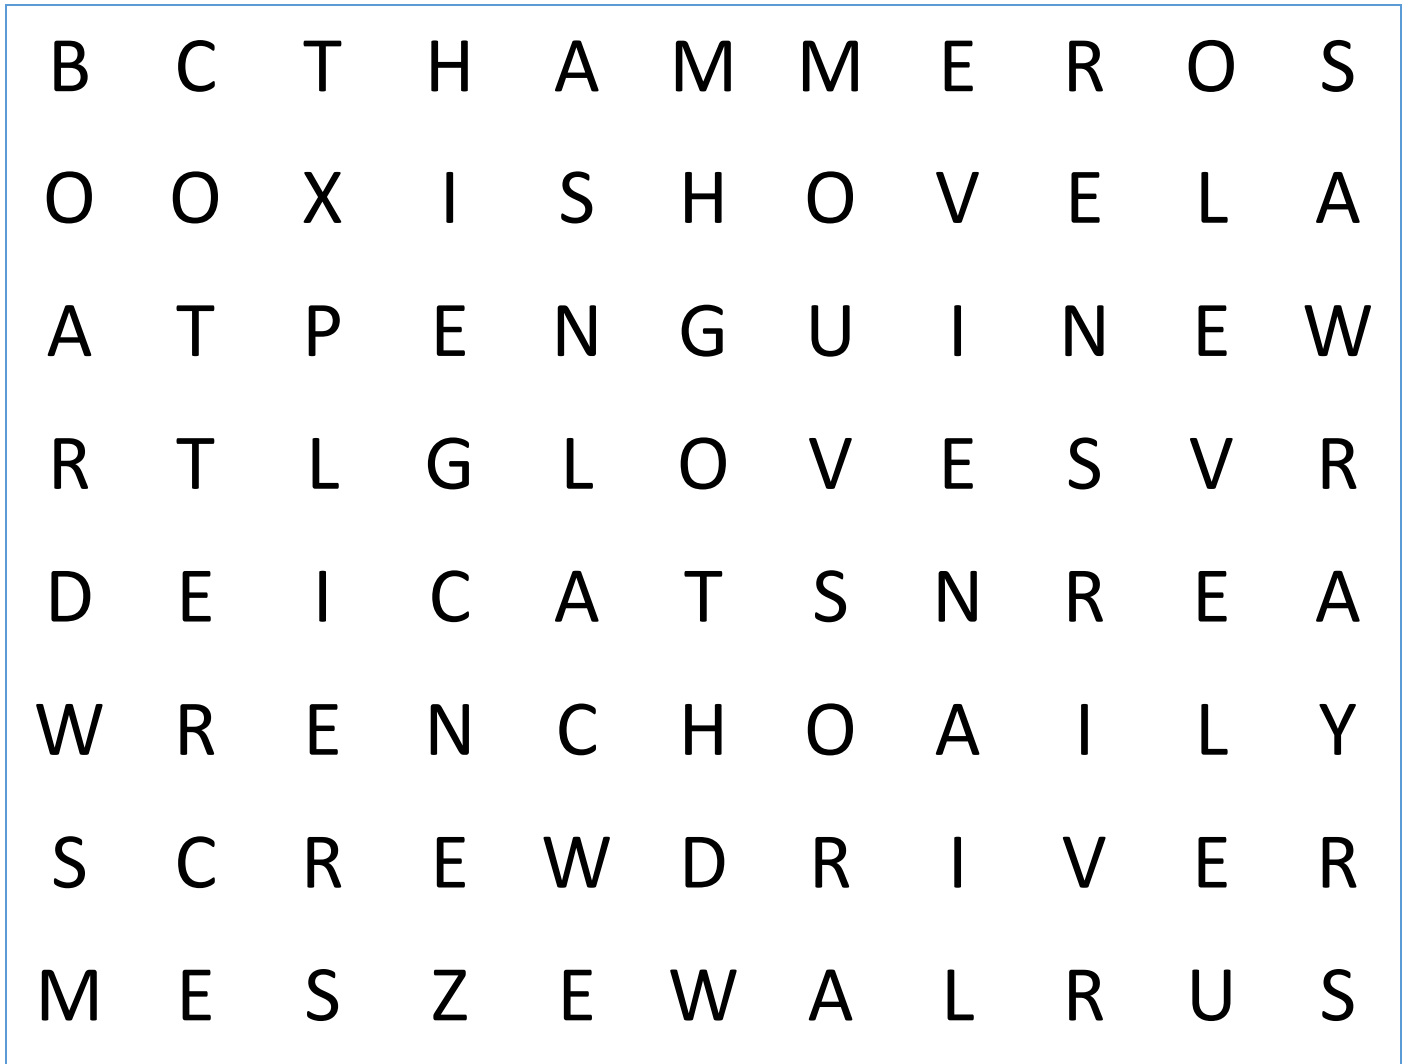 B C T H A M M E R O S
O O X I S H O V E L A
A T P E N G U I N E W
R T L G L O V E S V R
D E I C A T S N R E A
W R E N C H O A I L Y
S C R E W D R I V E R
M E S Z E W A L R U S